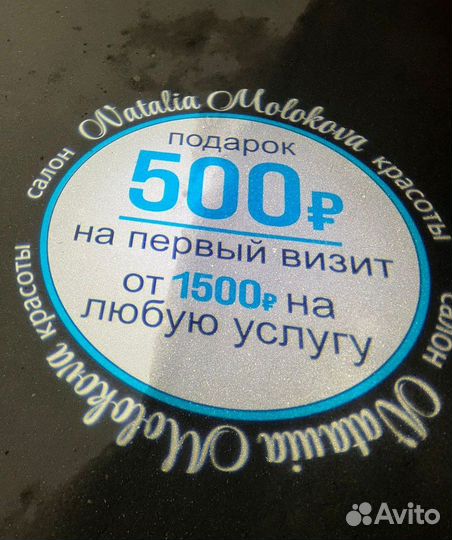 салон Natalia Molokova красоты
подарок
500₽
на первый визит
от 1500₽ на
любую услугу
салон Natalia Molokova красоты
Avito